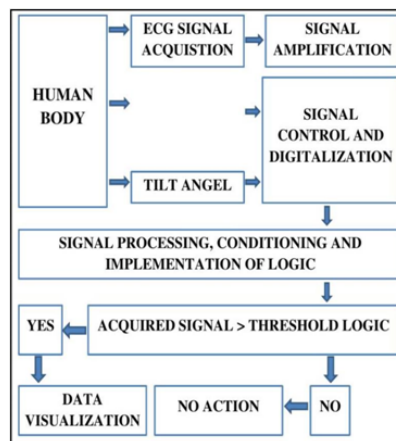 ECG SIGNAL
ACQUISTION
SIGNAL
AMPLIFICATION
HUMAN
BODY
SIGNAL
CONTROL AND
DIGITALIZATION
TILT ANGEL
SIGNAL PROCESSING, CONDITIONING AND
IMPLEMENTATION OF LOGIC
YES
ACQUIRED SIGNAL > THRESHOLD LOGIC
DATA
VISUALIZATION
NO ACTION
NO